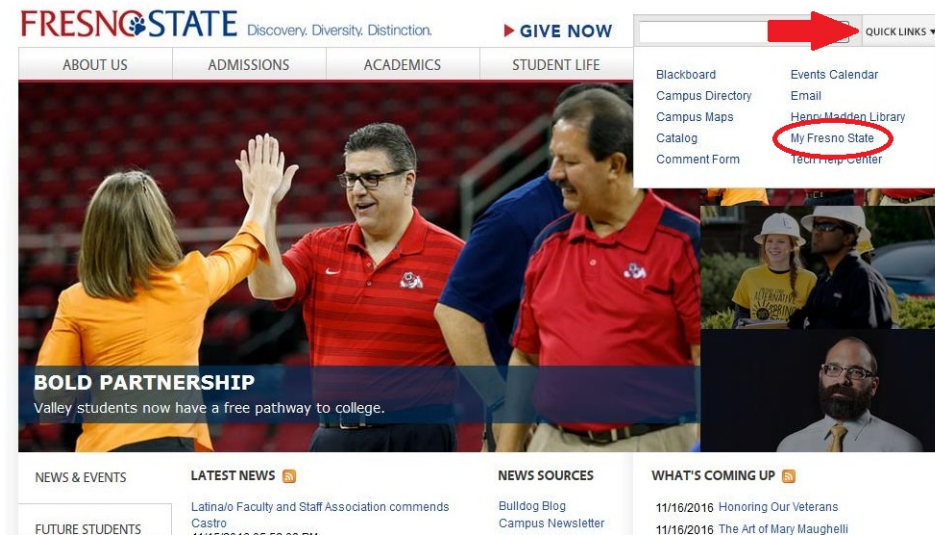 FRESNO STATE Discovery. Diversity. Distinction.
GIVE NOW
QUICK LINKS
ABOUT US ADMISSIONS ACADEMICS STUDENT LIFE
Blackboard Events Calendar
Campus Directory Email
Campus Maps Henry Madden Library
Catalog My Fresno State
Comment Form Tech Help Center
BOLD PARTNERSHIP
Valley students now have a free pathway to college.
NEWS & EVENTS
FUTURE STUDENTS
LATEST NEWS
Latina/o Faculty and Staff Association commends
Castro
NEWS SOURCES
Bulldog Blog
Campus Newsletter
WHAT'S COMING UP
11/16/2016 Honoring Our Veterans
11/16/2016 The Art of Mary Maughelli